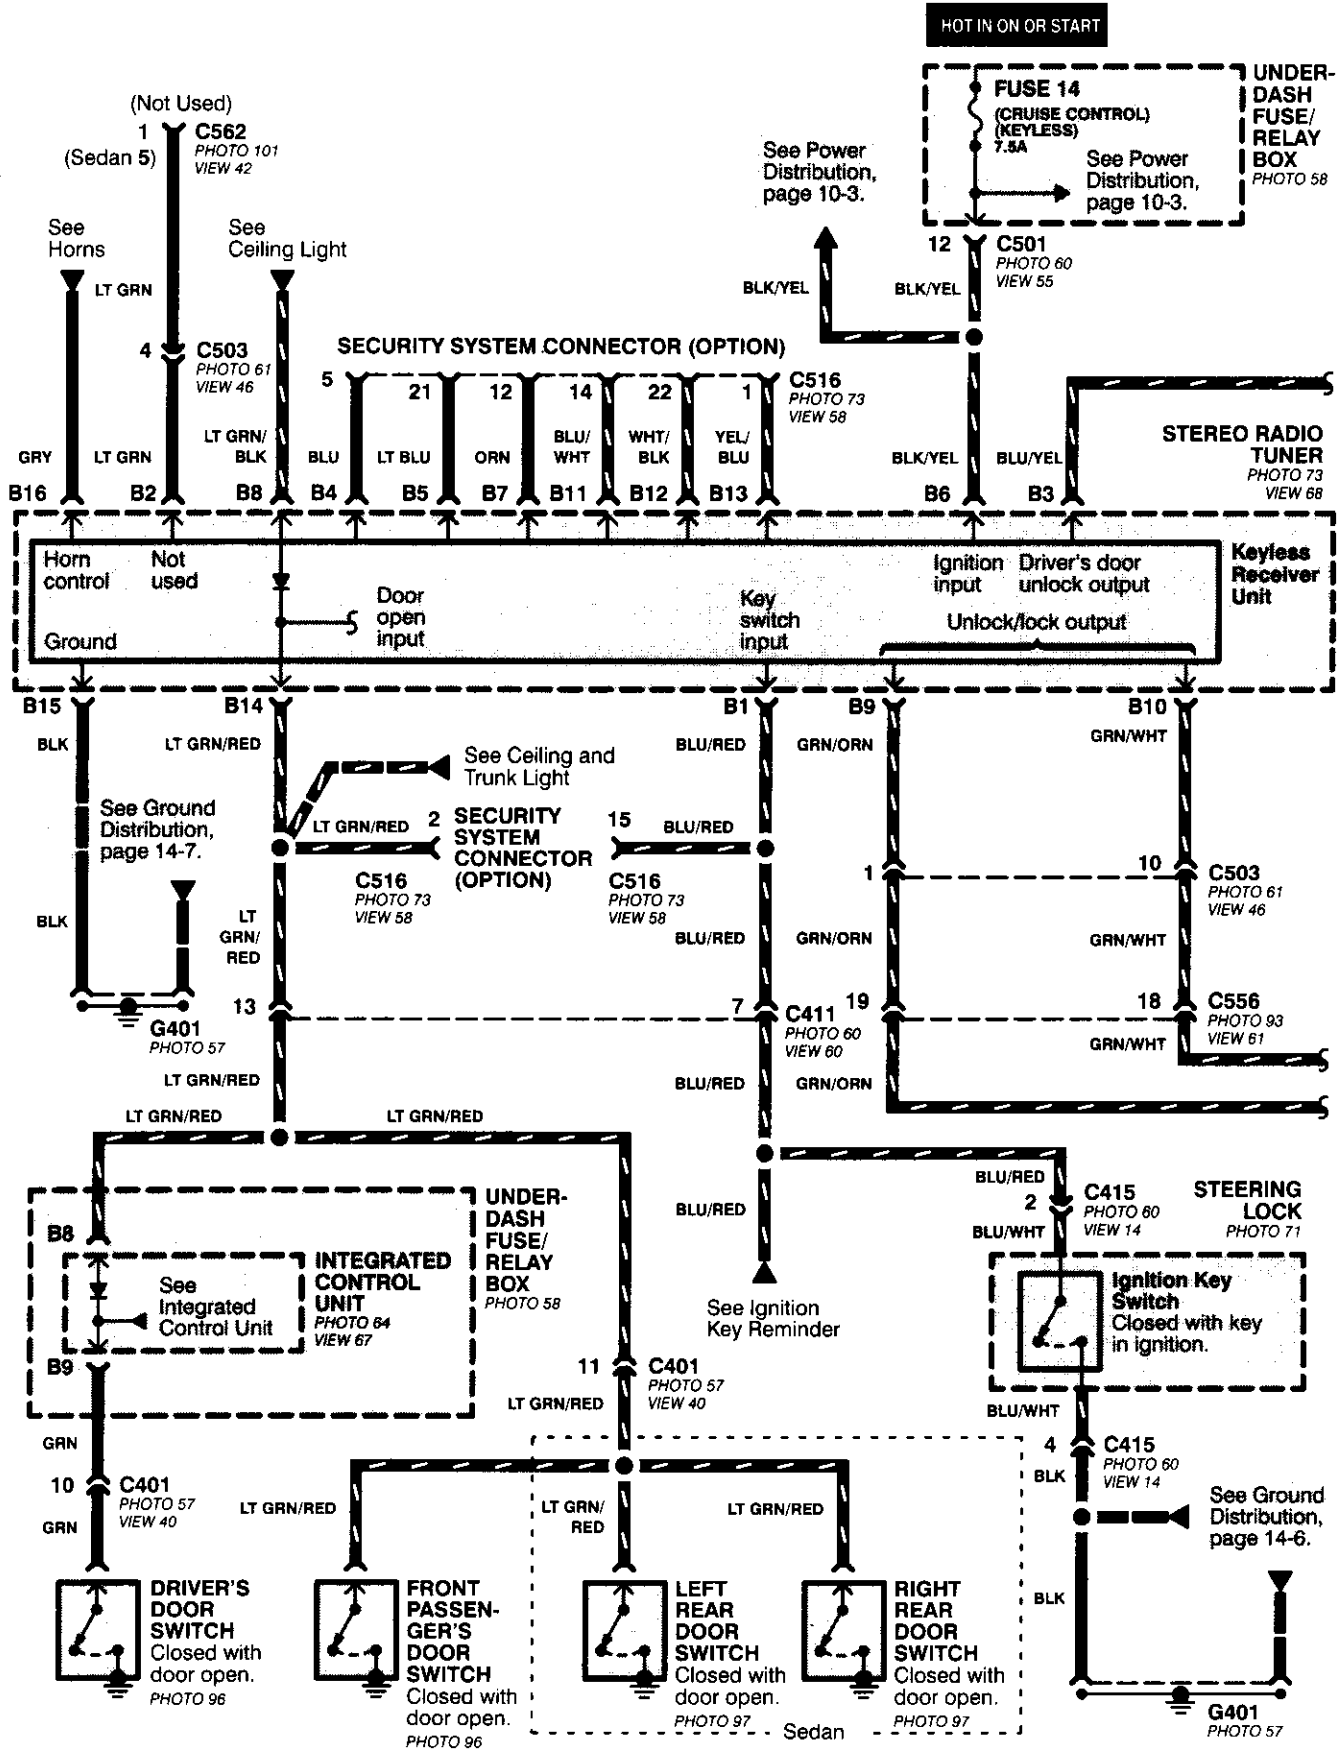 HOT IN ON OR START
UNDER-
DASH
FUSE/
RELAY
BOX
PHOTO 58
FUSE 14
(CRUISE CONTROL)
(KEYLESS)
7.5A
See Power
Distribution,
page 10-3.
See Power
Distribution,
page 10-3.
(Not Used)
1
C562
(Sedan 5)
PHOTO 101
VIEW 42
See
Horns
See
Ceiling Light
12
C501
PHOTO 60
VIEW 55
LT GRN
BLK/YEL
BLK/YEL
4
C503
PHOTO 61
VIEW 46
SECURITY SYSTEM CONNECTOR (OPTION)
5
21
12
14
22
1
C516
PHOTO 73
VIEW 58
GRY
LT GRN
LT GRN/
BLK
BLU
LT BLU
ORN
BLU/
WHT
WHT/
BLK
YEL/
BLU
BLK/YEL
BLU/YEL
STEREO RADIO
TUNER
PHOTO 73
VIEW 68
B16
B2
B8
B4
B5
B7
B11
B12
B13
B6
B3
Horn
control
Not
used
Door
open
input
Key
switch
input
Ignition
input
Driver's door
unlock output
Unlock/lock output
Ground
Keyless
Receiver
Unit
B15
B14
B1
B9
B10
BLK
LT GRN/RED
BLU/RED
GRN/ORN
GRN/WHT
See Ceiling and
Trunk Light
See Ground
Distribution,
page 14-7.
LT GRN/RED
2
SECURITY
SYSTEM
CONNECTOR
(OPTION)
15
BLU/RED
C516
PHOTO 73
VIEW 58
C516
PHOTO 73
VIEW 58
1
10
C503
PHOTO 61
VIEW 46
BLK
LT
GRN/
RED
BLU/RED
GRN/ORN
GRN/WHT
13
7
C411
PHOTO 60
VIEW 60
19
18
C556
PHOTO 93
VIEW 61
G401
PHOTO 57
LT GRN/RED
BLU/RED
GRN/ORN
GRN/WHT
LT GRN/RED
LT GRN/RED
BLU/RED
BLU/RED
2
C415
PHOTO 60
VIEW 14
BLU/WHT
STEERING
LOCK
PHOTO 71
B8
UNDER-
DASH
FUSE/
RELAY
BOX
PHOTO 58
See
Integrated
Control Unit
INTEGRATED
CONTROL
UNIT
PHOTO 64
VIEW 67
B9
See Ignition
Key Reminder
Ignition Key
Switch
Closed with key
in ignition.
11
C401
PHOTO 57
VIEW 40
LT GRN/RED
BLU/WHT
GRN
10
C401
PHOTO 57
VIEW 40
GRN
4
C415
PHOTO 60
VIEW 14
BLK
See Ground
Distribution,
page 14-6.
LT GRN/RED
LT GRN/
RED
LT GRN/RED
BLK
DRIVER'S
DOOR
SWITCH
Closed with
door open.
PHOTO 96
FRONT
PASSEN-
GER'S
DOOR
SWITCH
Closed with
door open.
PHOTO 96
LEFT
REAR
DOOR
SWITCH
Closed with
door open.
PHOTO 97
RIGHT
REAR
DOOR
SWITCH
Closed with
door open.
PHOTO 97
Sedan
G401
PHOTO 57